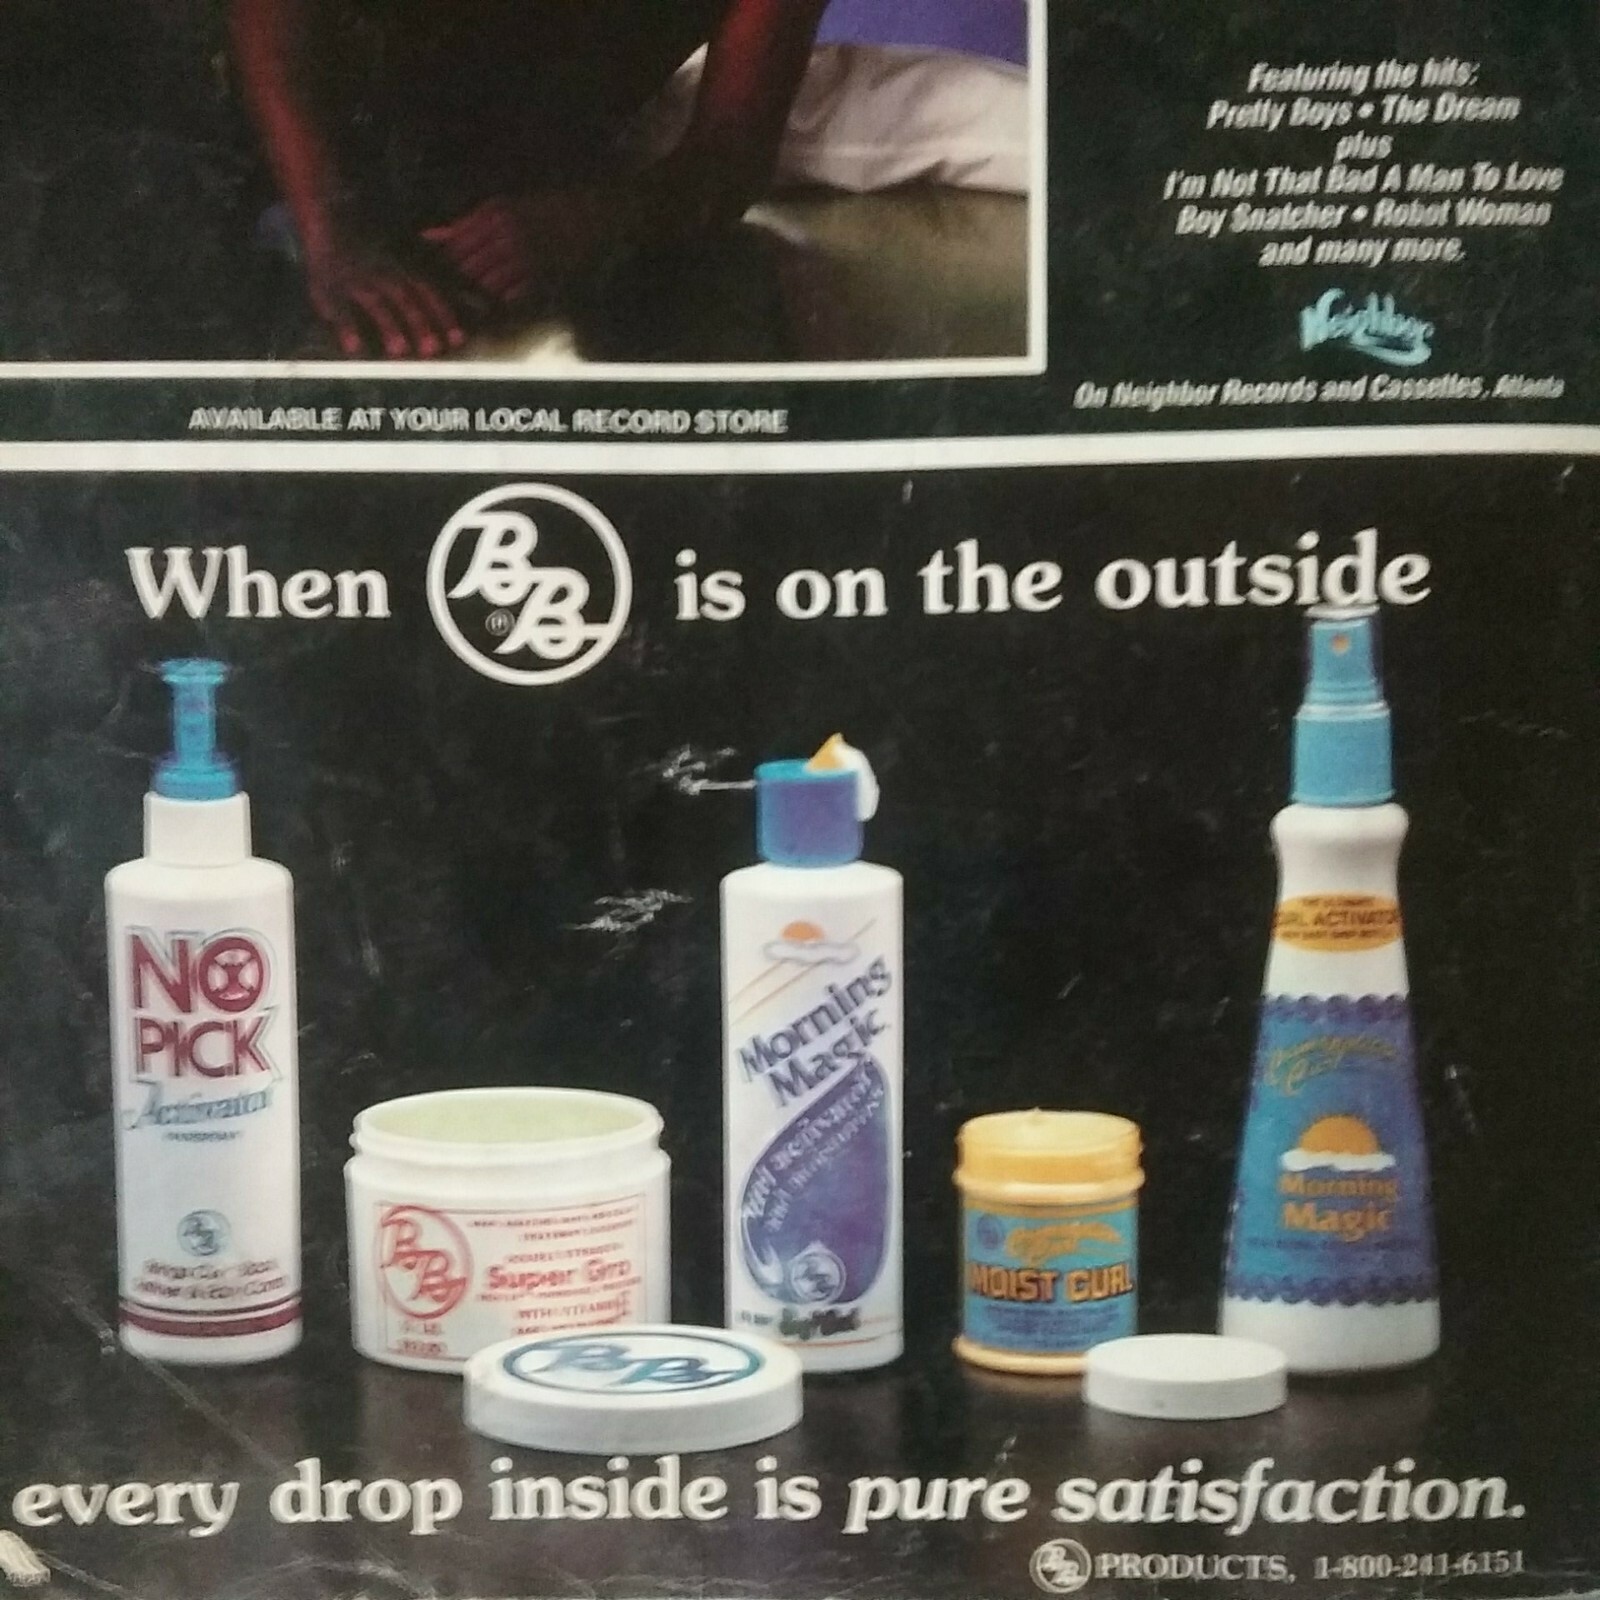 Featuring the hits:
Pretty Boys • The Dream
plus
I'm Not That Bad A Man To Love
Boy Snatcher • Robot Woman
and many more.
Neighbor
On Neighbor Records and Cassettes, Atlanta
AVAILABLE AT YOUR LOCAL RECORD STORE
When BB ® is on the outside
NO
PICK
Activator
BB
BB
Super Gro
Morning
Magic
BB
MOIST CURL
CURL ACTIVATOR
Morning
Magic
BB
every drop inside is pure satisfaction.
BB PRODUCTS, 1-800-241-6151